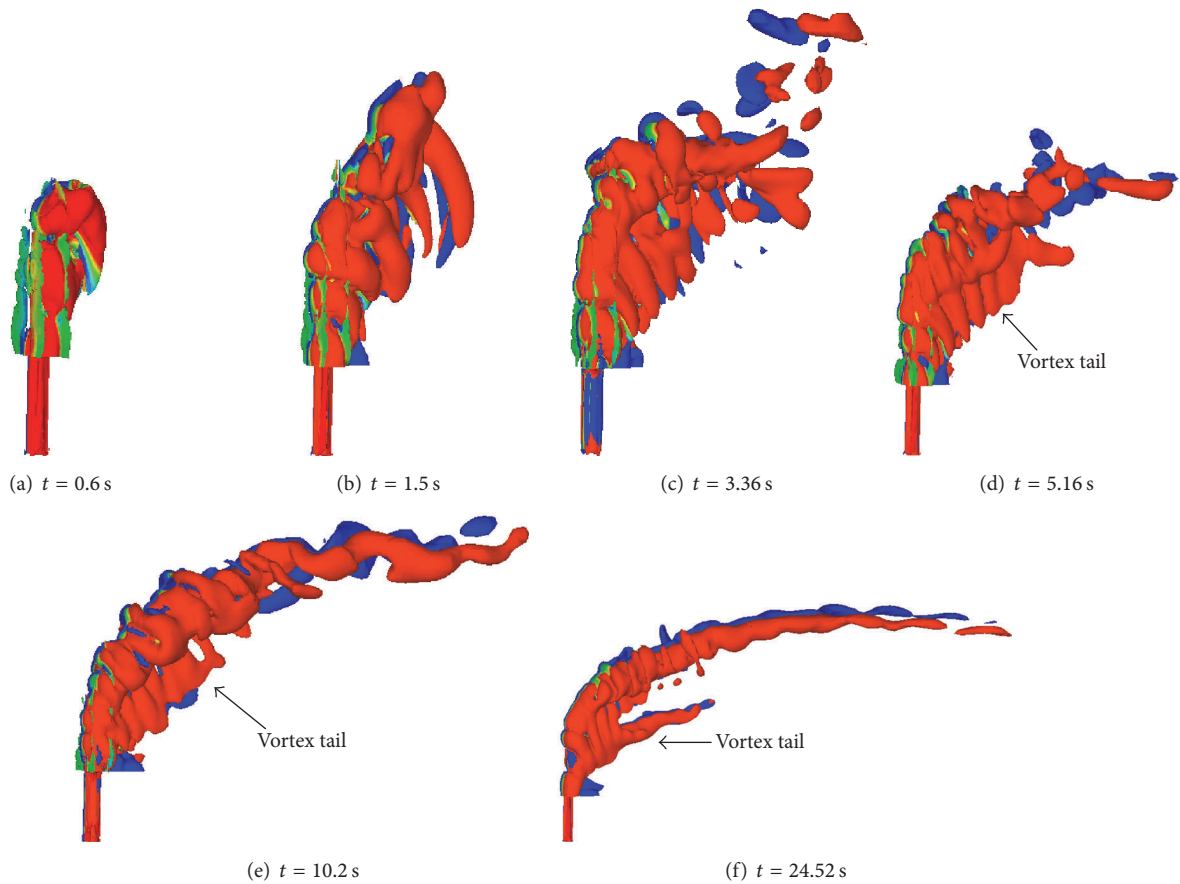 Vortex tail
(a) t = 0.6 s
(b) t = 1.5 s
(c) t = 3.36 s
(d) t = 5.16 s
Vortex tail
Vortex tail
(e) t = 10.2 s
(f) t = 24.52 s